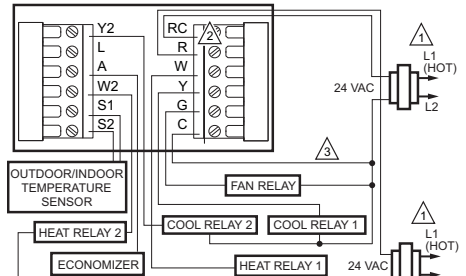 Y2
L
A
W2
S1
S2
RC
R
W
Y
G
C
2
1
L1
(HOT)
24 VAC
L2
3
OUTDOOR/INDOOR
TEMPERATURE
SENSOR
FAN RELAY
HEAT RELAY 2
COOL RELAY 2
COOL RELAY 1
1
L1
(HOT)
ECONOMIZER
HEAT RELAY 1
24 VAC